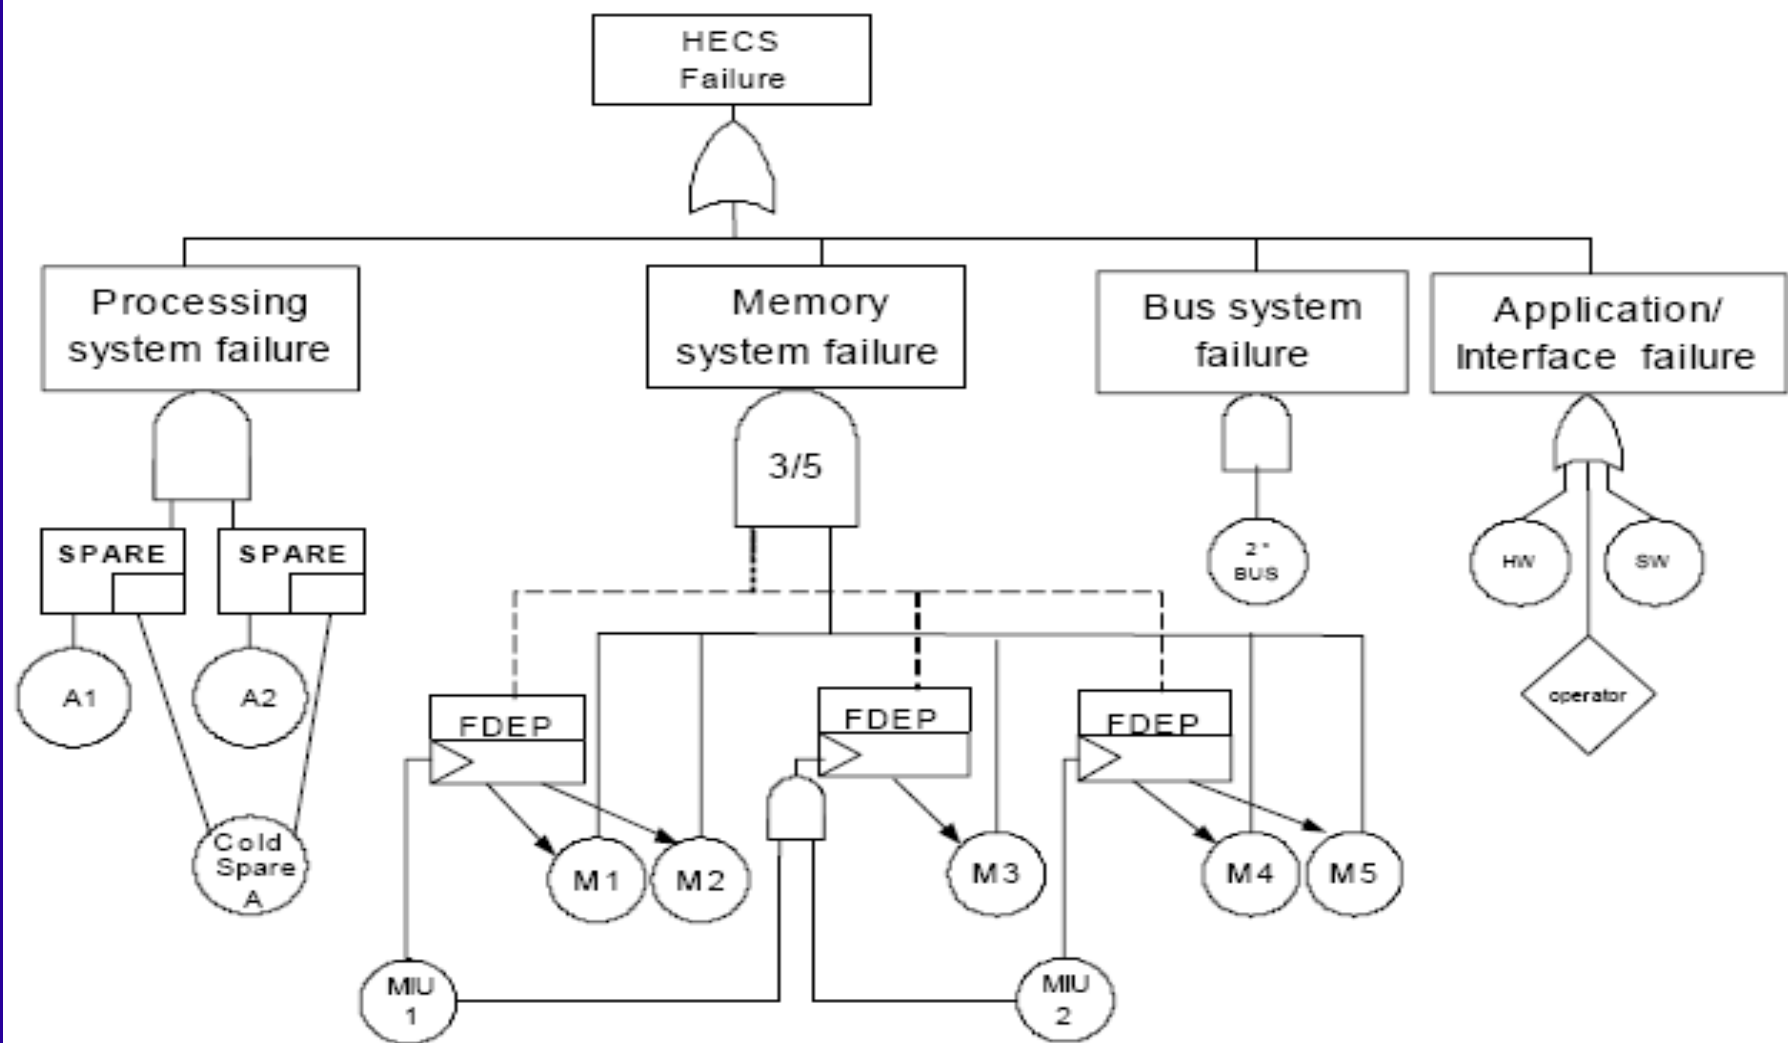 HECS
Failure
Processing
system failure
Memory
system failure
Bus system
failure
Application/
Interface failure
3/5
SPARE
SPARE
2*
BUS
HW
SW
operator
A1
A2
FDEP
FDEP
FDEP
Cold
Spare
A
M1
M2
M3
M4
M5
MIU
1
MIU
2